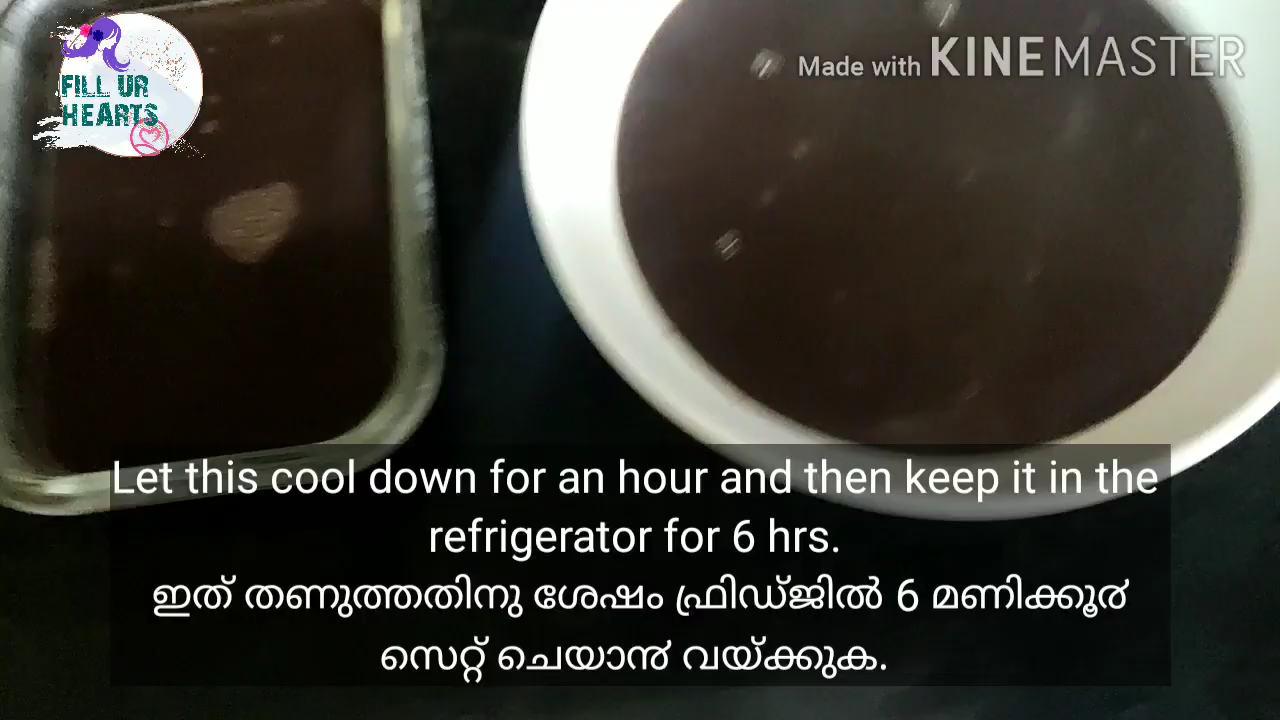 FILL UR
HEARTS
Made with KINEMASTER
Let this cool down for an hour and then keep it in the
refrigerator for 6 hrs.
ഇത് തണുത്തതിനു ശേഷം ഫ്രിഡ്ജിൽ 6 മണിക്കൂർ
സെറ്റ് ചെയാൻ വയ്ക്കുക.